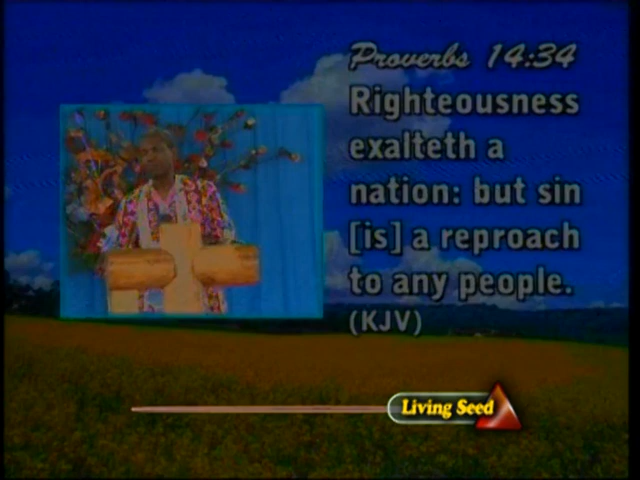 Proverbs 14:34
Righteousness
exalteth a
nation: but sin
[is] a reproach
to any people.
(KJV)
Living Seed